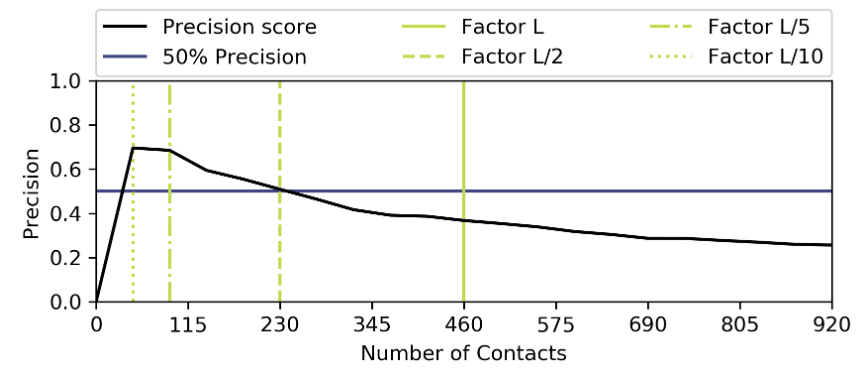 Precision score
Factor L
Factor L/5
50% Precision
Factor L/2
Factor L/10
1.0
0.8
0.6
0.4
0.2
0.0
Precision
0 115 230 345 460 575 690 805 920
Number of Contacts